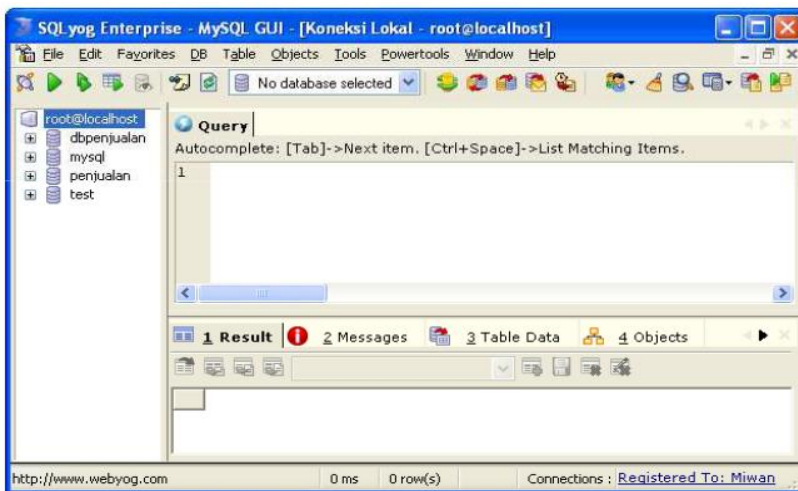 SQLyog Enterprise - MySQL GUI - [Koneksi Lokal - root@localhost]
File Edit Favorites DB Table Objects Tools Powertools Window Help
No database selected
root@localhost
dbpenjualan
mysql
penjualan
test
Query
Autocomplete: [Tab]->Next item. [Ctrl+Space]->List Matching Items.
1
1 Result 2 Messages 3 Table Data 4 Objects
http://www.webyog.com 0 ms 0 row(s) Connections : Registered To: Miwan